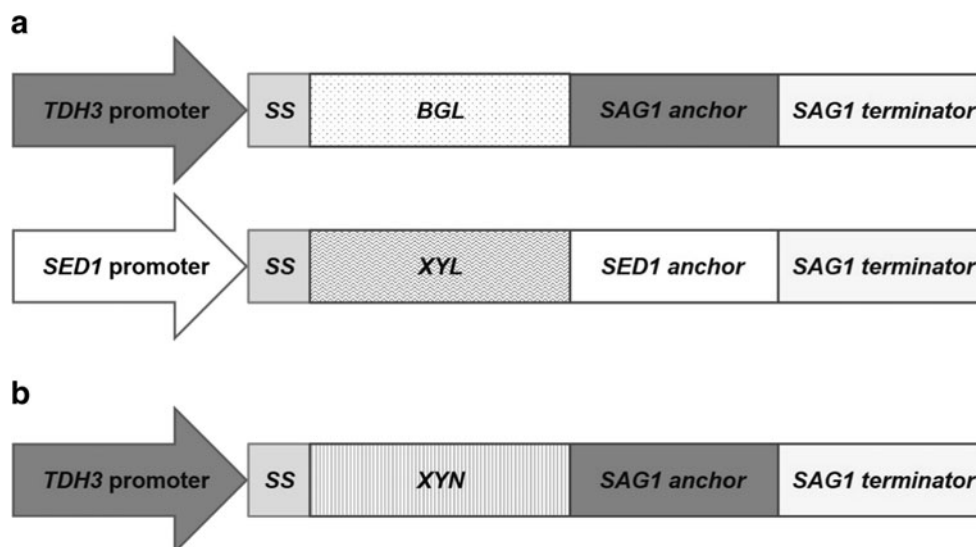 a
TDH3 promoter SS BGL SAG1 anchor SAG1 terminator
SED1 promoter SS XYL SED1 anchor SAG1 terminator
b
TDH3 promoter SS XYN SAG1 anchor SAG1 terminator